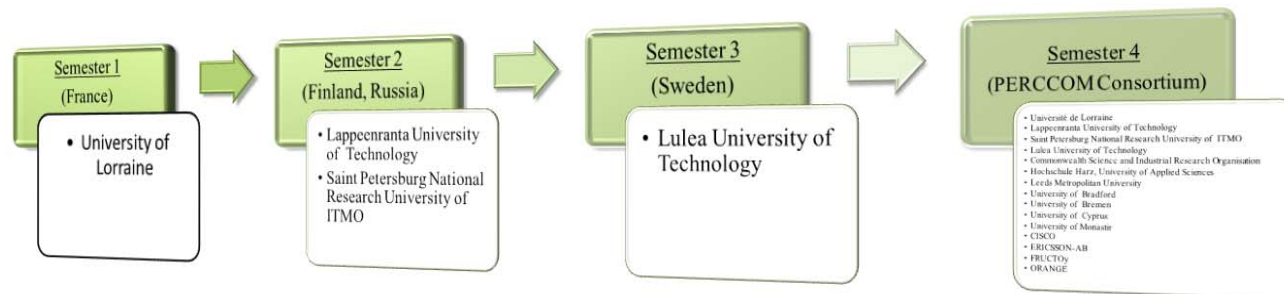 Semester 1
(France)
• University of
Lorraine
Semester 2
(Finland, Russia)
• Lappeenranta University
of Technology
• Saint Petersburg National
Research University of
ITMO
Semester 3
(Sweden)
• Lulea University of
Technology
Semester 4
(PERCCOM Consortium)
• Université de Lorraine
• Lappeenranta University of Technology
• Saint Petersburg National Research University of ITMO
• Lulea University of Technology
• Commonwealth Science and Industrial Research Organisation
• Hochschule Harz, University of Applied Sciences
• Leeds Metropolitan University
• University of Bradford
• University of Bremen
• University of Cyprus
• University of Monastir
• CISCO
• ERICSSON-AB
• FRUCTOy
• ORANGE